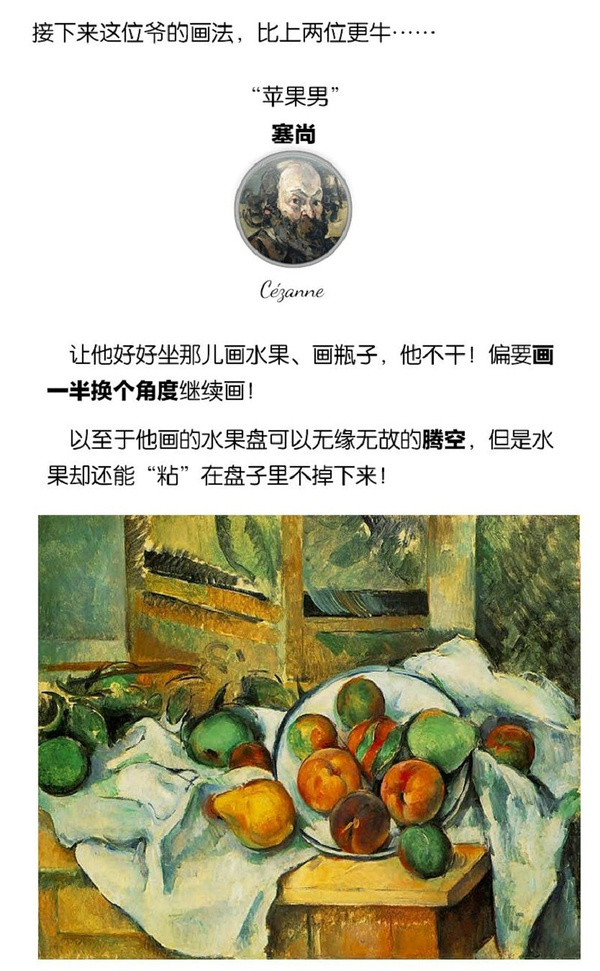 接下来这位爷的画法，比上两位更牛……
“苹果男”
塞尚
Cézanne
让他好好坐那儿画水果、画瓶子，他不干！偏要画
一半换个角度继续画！
以至于他画的水果盘可以无缘无故的腾空，但是水
果却还能“粘”在盘子里不掉下来！